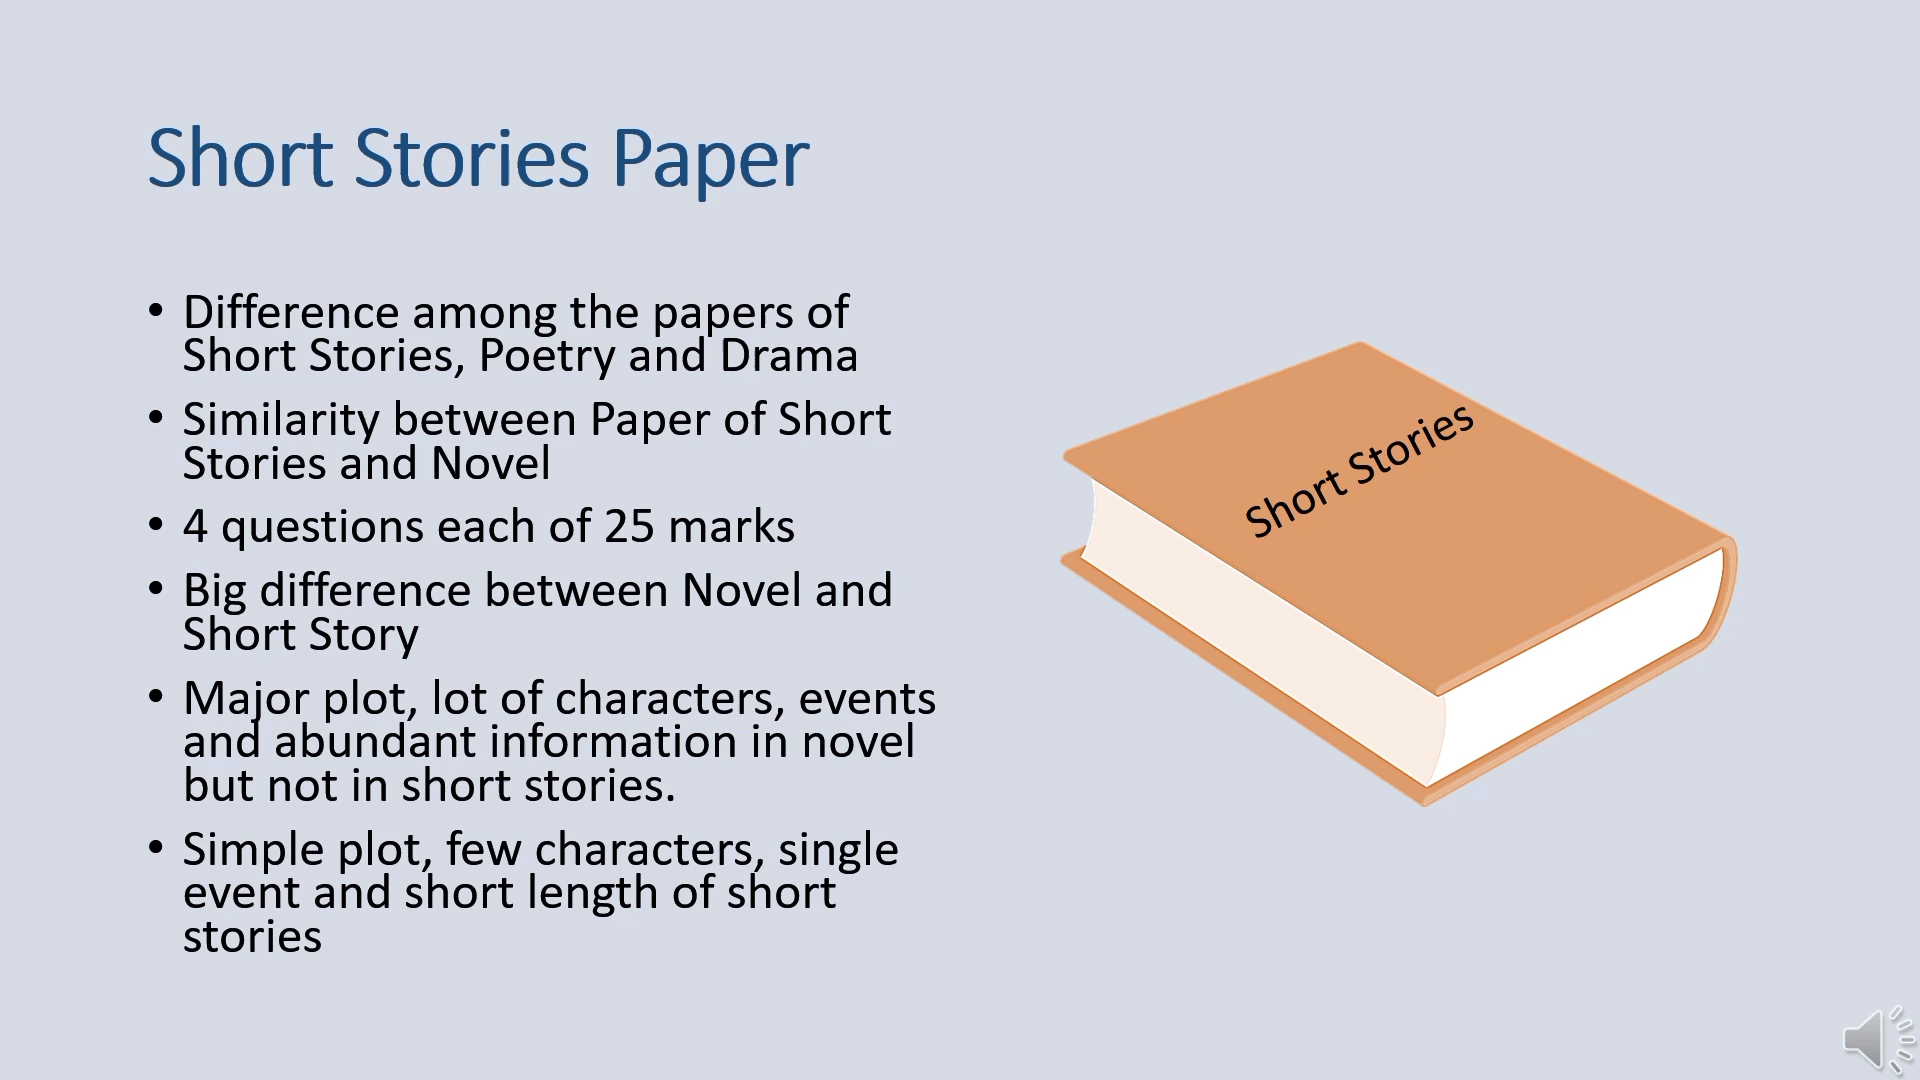 Short Stories Paper
• Difference among the papers of
Short Stories, Poetry and Drama
• Similarity between Paper of Short
Stories and Novel
• 4 questions each of 25 marks
• Big difference between Novel and
Short Story
• Major plot, lot of characters, events
and abundant information in novel
but not in short stories.
• Simple plot, few characters, single
event and short length of short
stories
Short Stories